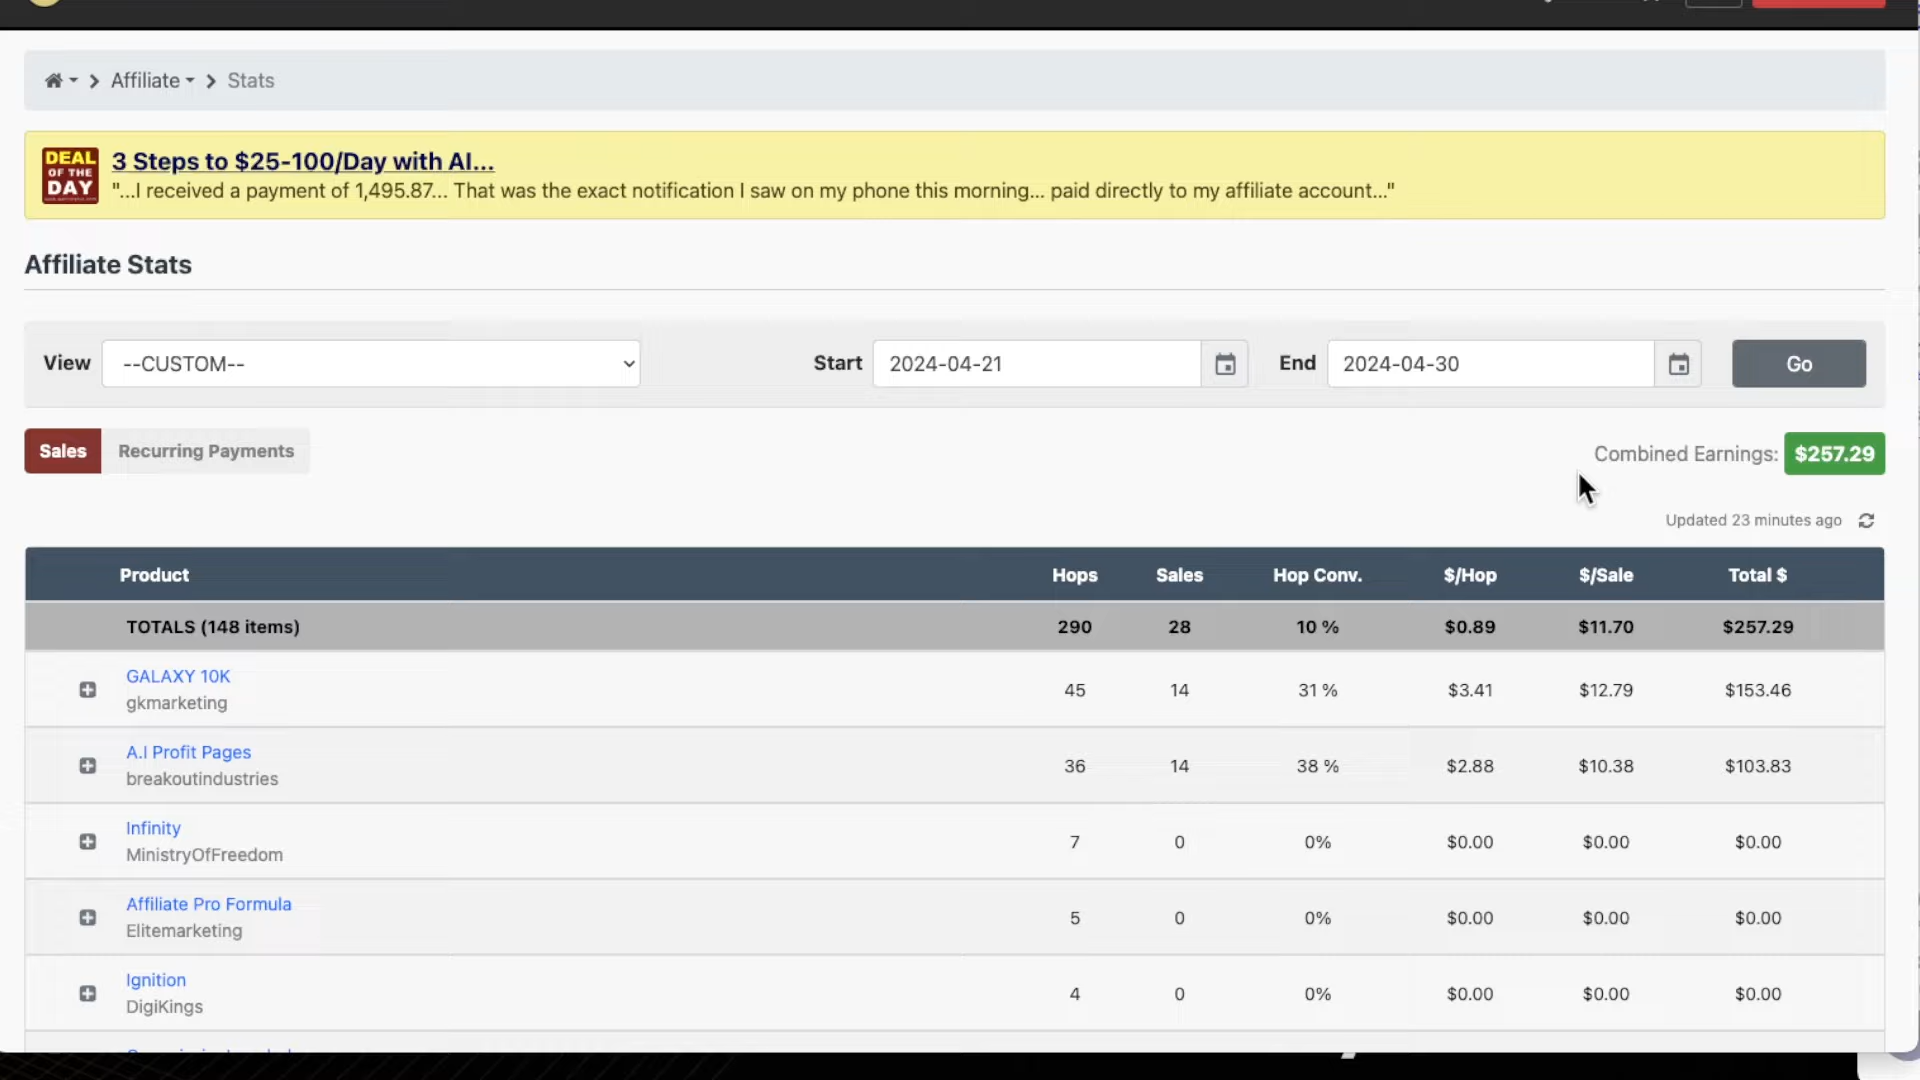 Affiliate
Stats
DEAL
OF THE
DAY
3 Steps to $25-100/Day with AI...
"...I received a payment of 1,495.87... That was the exact notification I saw on my phone this morning... paid directly to my affiliate account..."
Affiliate Stats
View
--CUSTOM--
Start
2024-04-21
End
2024-04-30
Go
Sales
Recurring Payments
Combined Earnings: $257.29
Updated 23 minutes ago
Product Hops Sales Hop Conv. $/Hop $/Sale Total $
TOTALS (148 items) 290 28 10 % $0.89 $11.70 $257.29
GALAXY 10K
gkmarketing
45 14 31 % $3.41 $12.79 $153.46
A.I Profit Pages
breakoutindustries
36 14 38 % $2.88 $10.38 $103.83
Infinity
MinistryOfFreedom
7 0 0% $0.00 $0.00 $0.00
Affiliate Pro Formula
Elitemarketing
5 0 0% $0.00 $0.00 $0.00
Ignition
DigiKings
4 0 0% $0.00 $0.00 $0.00